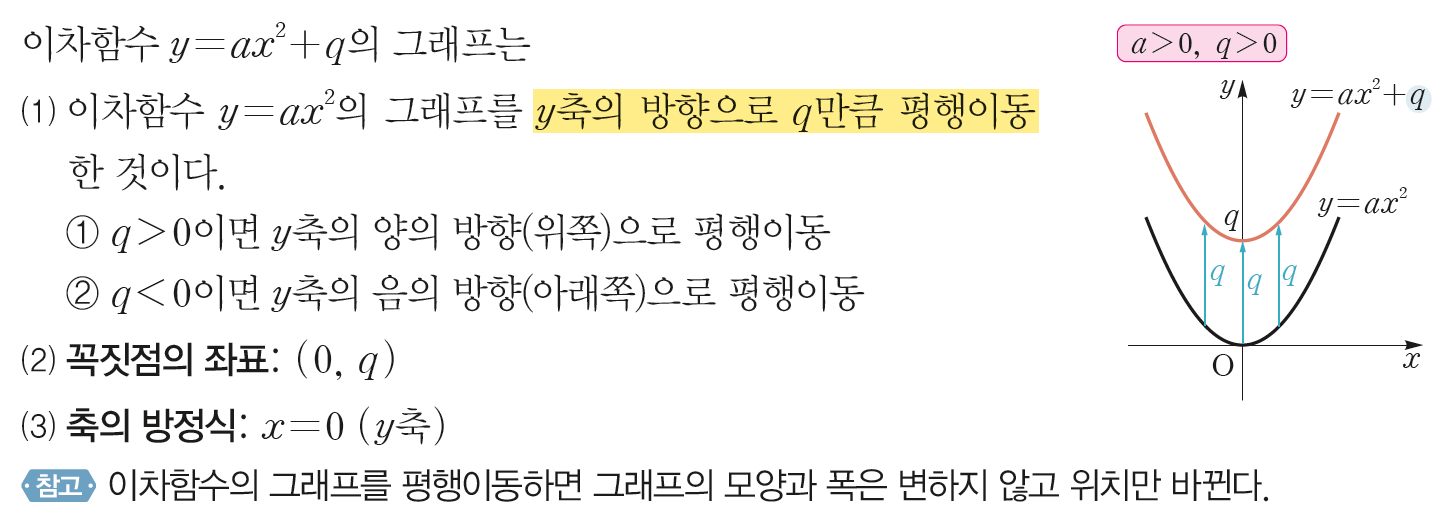 이차함수 y=ax²+q의 그래프는
(1) 이차함수 y=ax²의 그래프를 y축의 방향으로 q만큼 평행이동
한 것이다.
① q>0이면 y축의 양의 방향(위쪽)으로 평행이동
② q<0이면 y축의 음의 방향(아래쪽)으로 평행이동
(2) 꼭짓점의 좌표: (0, q)
(3) 축의 방정식: x=0 (y축)
참고 이차함수의 그래프를 평행이동하면 그래프의 모양과 폭은 변하지 않고 위치만 바뀐다.
a>0, q>0
y
y=ax²+q
y=ax²
q
q q q
O
x